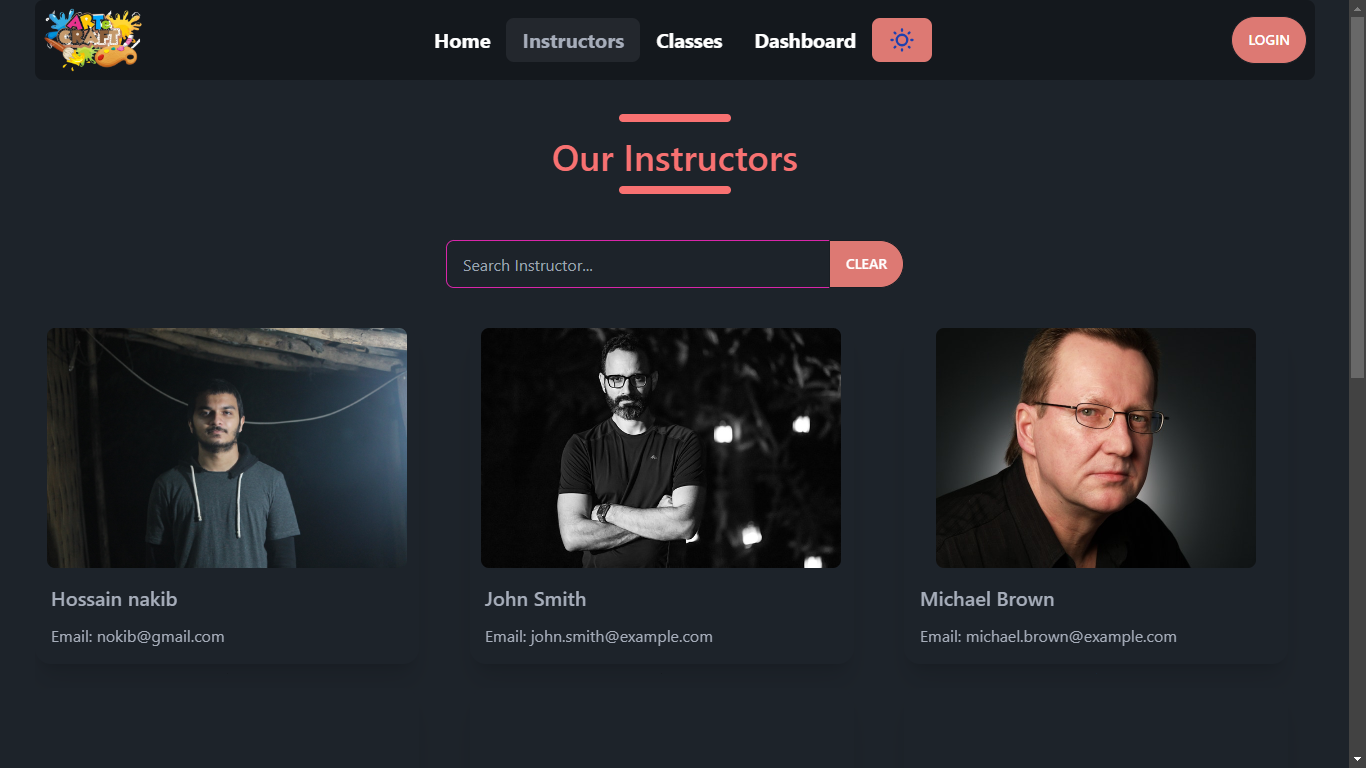 ART &
CRAFT
Home Instructors Classes Dashboard LOGIN
Our Instructors
Search Instructor... CLEAR
Hossain nakib John Smith Michael Brown
Email: nokib@gmail.com Email: john.smith@example.com Email: michael.brown@example.com